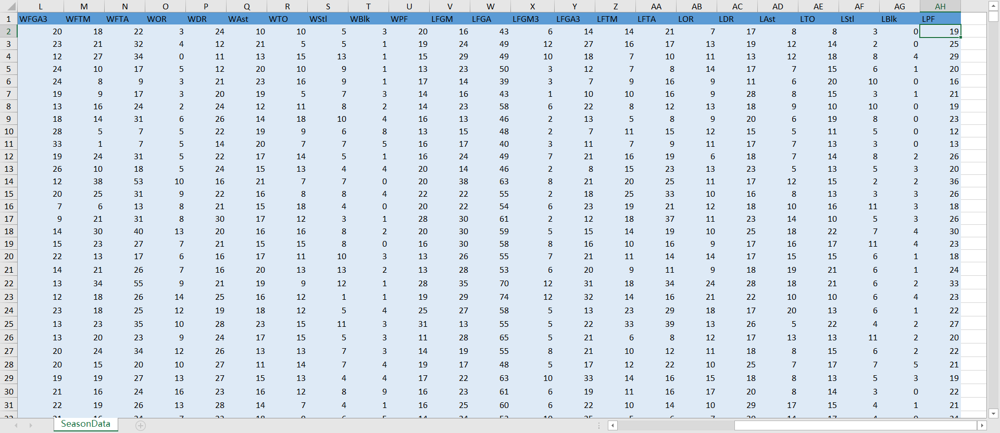 L M N O P Q R S T U V W X Y Z AA AB AC AD AE AF AG AH
1 WFGA3 WFTM WFTA WOR WDR WAst WTO WStl WBlk WPF LFGM LFGA LFGM3 LFGA3 LFTM LFTA LOR LDR LAst LTO LStl LBlk LPF
2 20 18 22 3 24 10 10 5 3 20 16 43 6 14 14 21 7 17 8 8 3 0 19
3 23 21 32 4 12 21 5 5 1 19 24 49 12 27 16 17 13 19 12 14 2 0 25
4 12 27 34 0 11 13 15 13 1 15 29 49 10 18 7 10 11 13 12 18 8 4 29
5 24 10 17 5 12 20 10 9 1 13 23 50 3 12 7 8 14 17 7 15 6 1 20
6 24 8 9 3 21 23 16 9 1 17 14 39 3 7 9 16 9 11 6 20 10 0 16
7 19 9 17 3 20 19 5 7 3 14 16 43 1 10 10 16 9 28 8 15 3 1 21
8 13 16 24 2 24 12 11 8 2 14 23 58 6 22 8 12 13 18 9 10 10 0 19
9 18 14 31 6 26 14 18 10 4 16 13 46 2 13 5 8 9 20 6 19 8 0 23
10 28 5 7 5 22 19 9 6 8 13 15 48 2 7 11 15 12 15 5 11 5 0 12
11 33 1 7 5 14 20 7 7 5 16 17 40 3 11 7 9 11 17 7 13 3 0 13
12 19 24 31 5 22 17 14 5 1 16 24 49 7 21 16 19 6 18 7 14 8 2 26
13 26 10 18 5 24 15 13 4 4 20 14 46 2 8 15 23 13 23 5 13 5 3 20
14 12 38 53 10 16 21 7 7 0 20 38 63 8 21 20 25 11 17 12 15 2 2 36
15 20 25 31 9 22 16 8 8 4 22 22 55 2 18 25 33 10 16 8 13 3 3 26
16 7 6 13 8 21 15 18 4 0 20 22 54 6 23 19 21 12 18 10 16 11 3 18
17 9 21 31 8 30 17 12 3 1 28 30 61 2 12 18 37 11 23 14 10 5 3 26
18 14 30 40 13 20 16 16 8 2 20 30 59 5 15 14 19 10 25 18 22 7 4 30
19 15 23 27 7 21 15 15 8 0 16 30 58 8 16 10 16 9 17 16 17 11 4 23
20 22 13 17 6 16 17 11 10 3 13 26 55 7 21 11 14 14 17 15 15 6 1 18
21 14 21 26 7 16 20 13 13 2 13 28 53 6 20 9 11 9 18 19 21 6 1 24
22 13 34 55 9 21 19 9 12 1 28 35 70 12 31 18 34 24 28 18 21 6 2 33
23 12 18 26 14 25 16 12 1 1 19 29 74 12 32 14 16 21 22 10 10 6 4 23
24 23 18 25 12 19 18 12 5 4 25 27 58 5 13 23 29 18 17 20 13 6 1 22
25 13 23 35 10 28 23 15 11 3 31 13 55 5 22 33 39 13 26 5 22 4 2 27
26 13 20 23 9 24 17 15 5 3 11 28 65 5 21 6 8 12 17 13 13 11 2 20
27 20 24 34 12 26 13 13 7 3 14 19 55 8 21 10 12 11 18 8 15 6 2 22
28 20 15 20 10 27 11 14 7 4 19 17 48 5 17 12 22 10 25 7 17 7 5 21
29 19 19 27 13 27 15 13 4 4 17 22 63 10 33 14 16 15 18 8 13 5 3 19
30 21 16 24 16 23 16 12 8 9 16 23 61 6 19 11 16 17 20 8 14 3 0 22
31 22 19 26 13 28 14 7 4 1 16 25 60 6 22 10 14 10 29 17 15 4 1 21
SeasonData